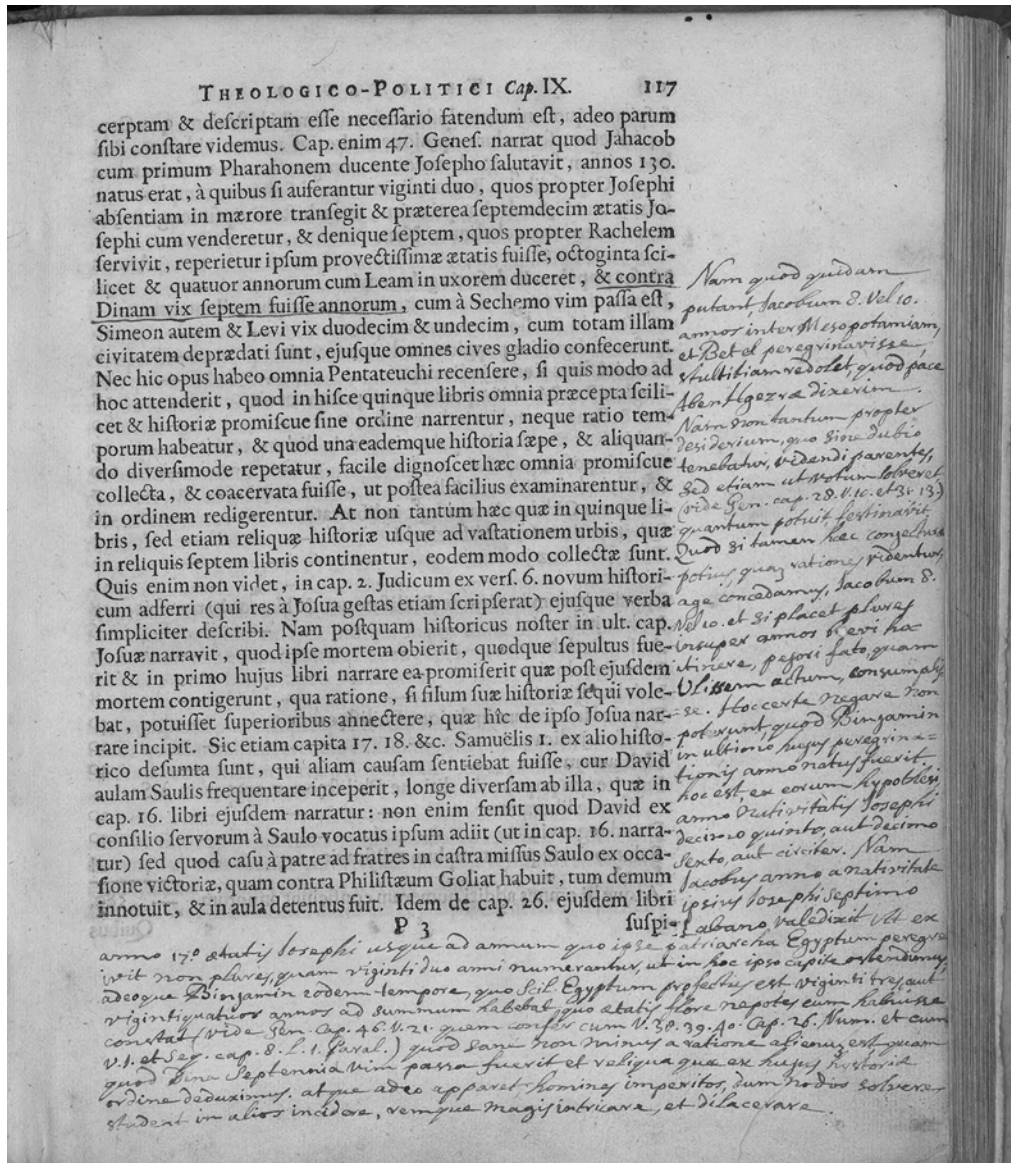 THEOLOGICO-POLITICI Cap. IX. 117
cerptam & descriptam esse necessario fatendum est, adeo parum
sibi constare videmus. Cap. enim 47. Genes. narrat quod Jahacob
cum primum Pharahonem ducente Josepho salutavit, annos 130.
natus erat, à quibus si auferantur viginti duo, quos propter Josephi
absentiam in mærore transegit & præterea septemdecim ætatis Jo-
sephi cum venderetur, & denique septem, quos propter Rachelem
servivit, reperietur ipsum provectissimæ ætatis fuisse, octoginta sci-
licet & quatuor annorum cum Leam in uxorem duceret, & contra
Dinam vix septem fuisse annorum, cum à Sechemo vim passa est,
Simeon autem & Levi vix duodecim & undecim, cum totam illam
civitatem deprædati sunt, ejusque omnes cives gladio confecerunt.
Nec hic opus habeo omnia Pentateuchi recensere, si quis modo ad
hoc attenderit, quod in hisce quinque libris omnia præcepta scili-
cet & historiæ promiscue sine ordine narrentur, neque ratio tem-
porum habeatur, & quod una eademque historia sæpe, & aliquan-
do diversimode repetatur, facile dignoscet hæc omnia promiscue
collecta, & coacervata fuisse, ut postea facilius examinarentur, &
in ordinem redigerentur. At non tantum hæc quæ in quinque li-
bris, sed etiam reliquæ historiæ usque ad vastationem urbis, quæ
in reliquis septem libris continentur, eodem modo collectæ sunt.
Quis enim non videt, in cap. 2. Judicum ex vers. 6. novum histori-
cum adferri (qui res à Josua gestas etiam scripserat) ejusque verba
simpliciter describi. Nam postquam historicus noster in ult. cap.
Josuæ narravit, quod ipse mortem obierit, quodque sepultus fue-
rit & in primo hujus libri narrare ea promiserit quæ post ejusdem
mortem contigerunt, qua ratione, si filum suæ historiæ sequi vole-
bat, potuisset superioribus annectere, quæ hîc de ipso Josua nar-
rare incipit. Sic etiam capita 17. 18. &c. Samuëlis 1. ex alio histo-
rico desumta sunt, qui aliam causam sentiebat fuisse, cur David
aulam Saulis frequentare inceperit, longe diversam ab illa, quæ in
cap. 16. libri ejusdem narratur: non enim sensit quod David ex
consilio servorum à Saulo vocatus ipsum adiit (ut in cap. 16. narra-
tur) sed quod casu à patre ad fratres in castra missus Saulo ex occa-
sione victoriæ, quam contra Philistæum Goliat habuit, tum demum
innotuit, & in aula detentus fuit. Idem de cap. 26. ejusdem libri
P 3 suspi-
Nam quod quidam
putant, Jacobum 8. vel 10.
annos inter Mesopotamiam,
et Betel peregrinavisse,
stultitiam redolet, quod pace
Aben Hgezræ dixerim.
Nam non tantum propter
desiderium, quo sine dubio
tenebatur, videndi parentes,
sed etiam ut votum solveret
(vide Gen. cap. 28. v. 10. et 31. 13.)
quantum potuit festinavit
Quod si tamen hæc conjecturæ
potius quam rationes videntur,
age concedamus, Jacobum 8.
vel 10. et si placet plures
insuper annos brevi ho
itinere, pejori fato, quam
Ulissem actum, consumpsis
se. Hoc certe negare non
poterunt, quod Binjamin
in ultimo hujus peregrina=
tionis anno natus fuerit
hoc est, ex eorum hypothesi,
anno nativitatis Josephi
decimo quinto, aut decimo
sexto, aut circiter. Nam
Jacobus anno a nativitate
ipsius Josephi septimo
Labano, valedixit At ex
anno 17º ætatis Josephi usque ad annum quo ipse patriarcha Egyptum peregre
ivit non plures, quam viginti duo anni numerantur, ut in hoc ipso capite ostendimus,
adeoque Binjamin eodem tempore, quo scil. Egyptum profectus est viginti tres, aut
viginti quatuor annos ad summum habebat, quo etatis flore nepotes eum habuisse
constat (vide Gen. Cap. 46. v. 21. quem confer cum v. 38. 39. 40. Cap. 26. Num. et cum
v. 1. et Seq. cap. 8. L. 1. Paral.) quod sane non minus a ratione alienus est, quam
quod Dina Septennis vim passa fuerit et reliqua quæ ex hujus historiæ
ordine deduximus. atque adeo apparet, homines imperitos, dum nodos solvere
student in alios incidere, remque magis intricare, et dilacerare.